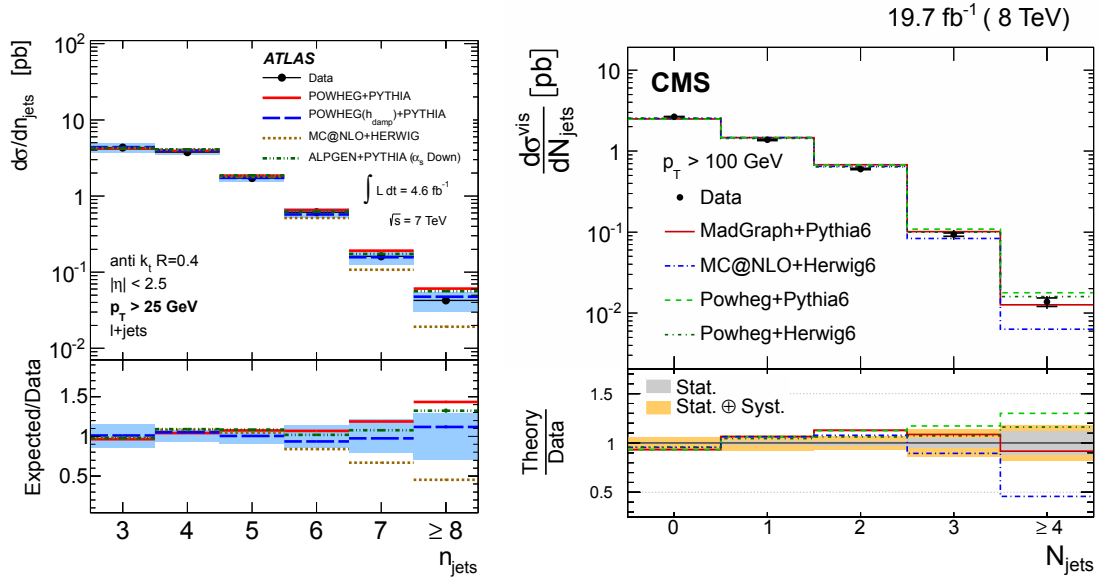 dσ/dn_jets [pb]
10²
10
1
10⁻¹
10⁻²
ATLAS
Data
POWHEG+PYTHIA
POWHEG(h_damp)+PYTHIA
MC@NLO+HERWIG
ALPGEN+PYTHIA (α_s Down)
∫ L dt = 4.6 fb⁻¹
√s = 7 TeV
anti k_t R=0.4
|η| < 2.5
p_T > 25 GeV
l+jets
Expected/Data
1.5
1
0.5
3 4 5 6 7 ≥ 8
n_jets
19.7 fb⁻¹ ( 8 TeV)
dσ^vis/dN_jets [pb]
10
1
10⁻¹
10⁻²
CMS
p_T > 100 GeV
Data
MadGraph+Pythia6
MC@NLO+Herwig6
Powheg+Pythia6
Powheg+Herwig6
Theory
Data
1.5
1
0.5
Stat.
Stat. ⊕ Syst.
0 1 2 3 ≥ 4
N_jets